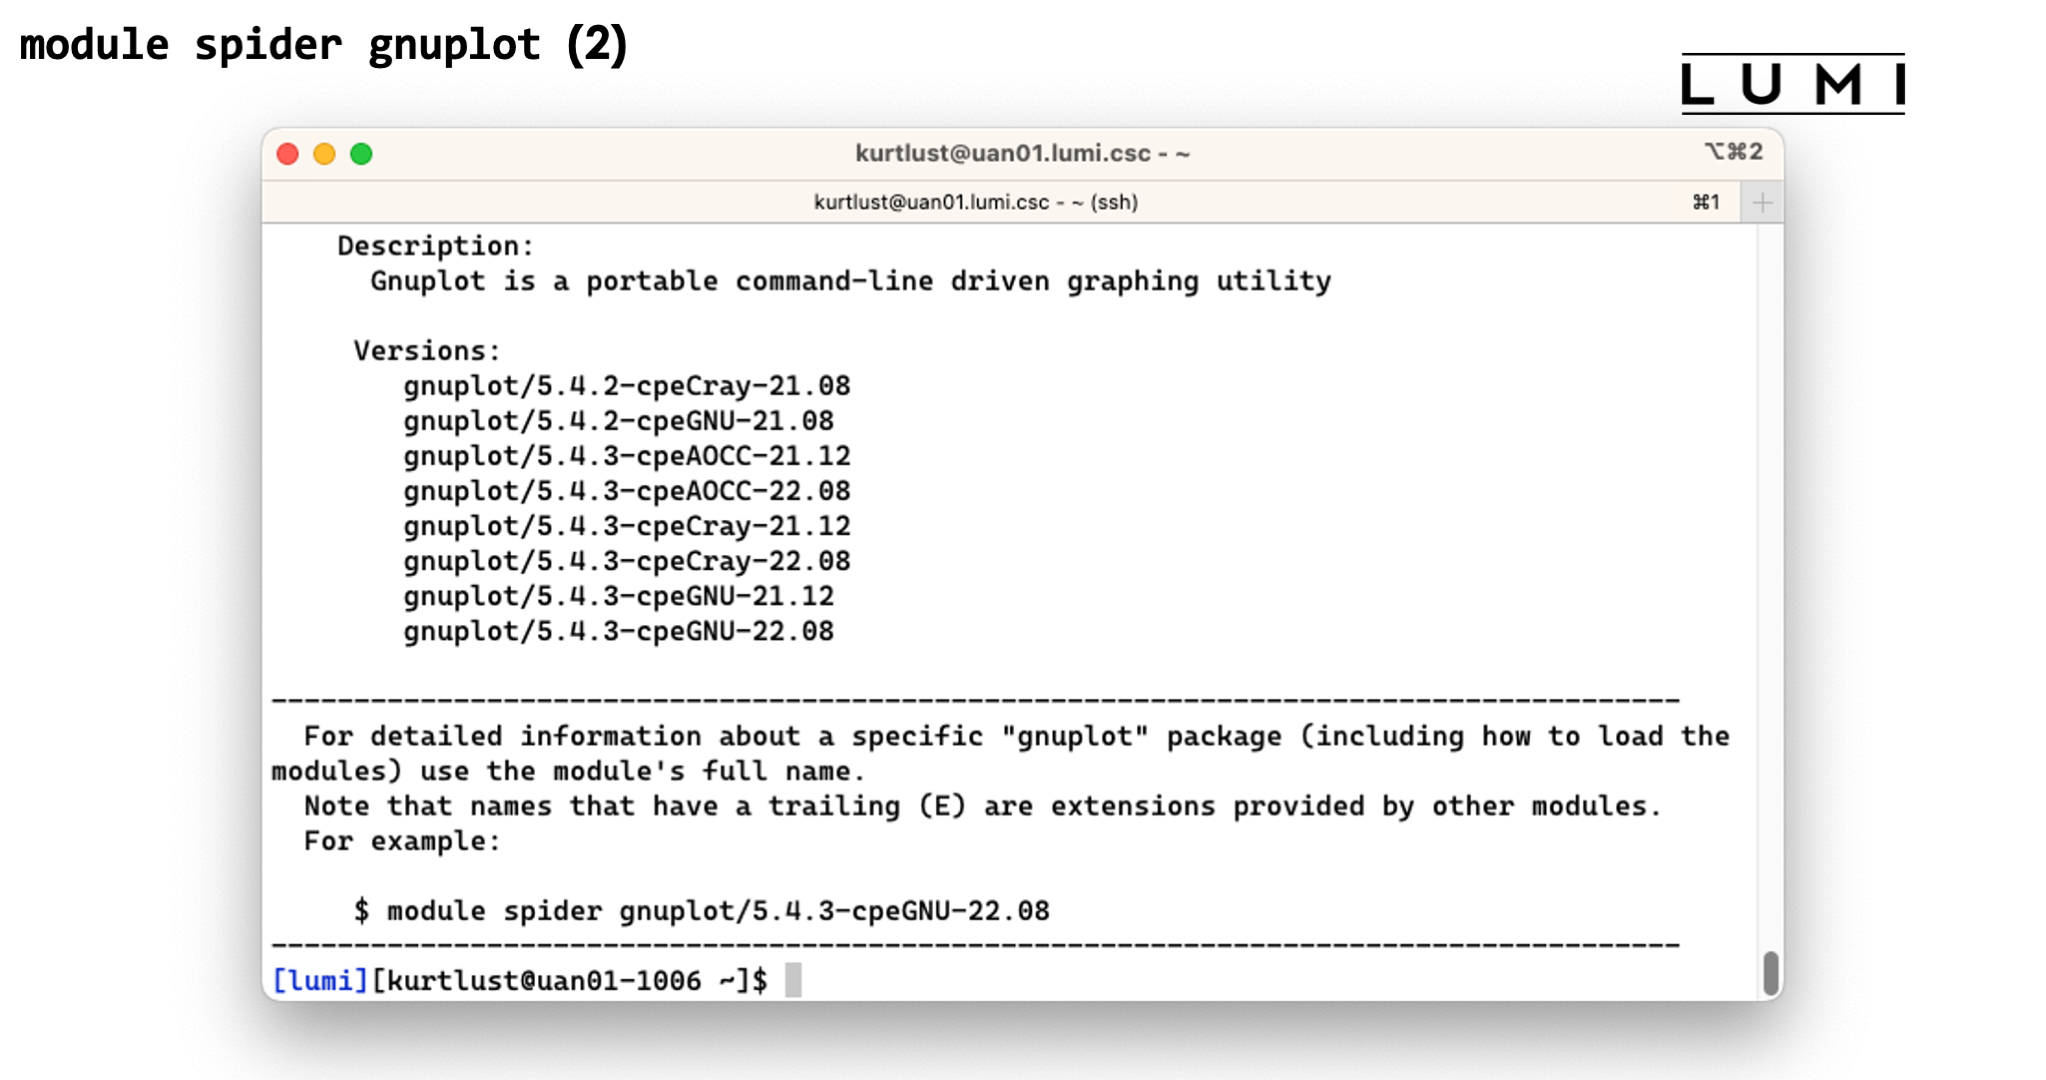 module spider gnuplot (2)
LUMI
kurtlust@uan01.lumi.csc - ~
⌥⌘2
kurtlust@uan01.lumi.csc - ~ (ssh)
⌘1
+
Description:
Gnuplot is a portable command-line driven graphing utility
Versions:
gnuplot/5.4.2-cpeCray-21.08
gnuplot/5.4.2-cpeGNU-21.08
gnuplot/5.4.3-cpeAOCC-21.12
gnuplot/5.4.3-cpeAOCC-22.08
gnuplot/5.4.3-cpeCray-21.12
gnuplot/5.4.3-cpeCray-22.08
gnuplot/5.4.3-cpeGNU-21.12
gnuplot/5.4.3-cpeGNU-22.08
--------------------------------------------------------------------------------------
For detailed information about a specific "gnuplot" package (including how to load the
modules) use the module's full name.
Note that names that have a trailing (E) are extensions provided by other modules.
For example:
$ module spider gnuplot/5.4.3-cpeGNU-22.08
--------------------------------------------------------------------------------------
[lumi][kurtlust@uan01-1006 ~]$